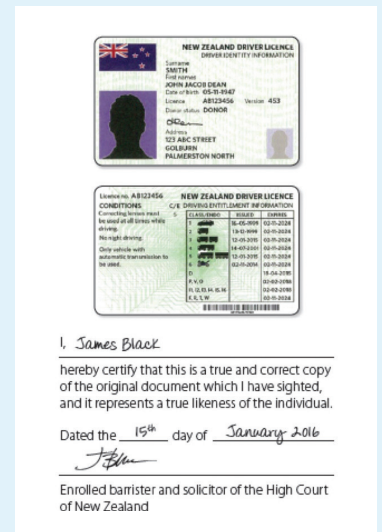 NEW ZEALAND DRIVER LICENCE
DRIVER IDENTITY INFORMATION
Surname
SMITH
First names
JOHN JACOB DEAN
Date of Birth 05-11-1947
Licence AB123456 Version 453
Donor status DONOR
Address
123 ABC STREET
GOLBURN
PALMERSTON NORTH
Licence no. AB123456
CONDITIONS
Correcting lenses must
be used at all times while
driving.
No night driving.
Only vehicle with
automatic transmission to
be used.
NEW ZEALAND DRIVER LICENCE
C/E DRIVING ENTITLEMENT INFORMATION
CLASS/ENDO ISSUED EXPIRES
I, James Black
hereby certify that this is a true and correct copy
of the original document which I have sighted,
and it represents a true likeness of the individual.
Dated the 15th day of January 2016
Enrolled barrister and solicitor of the High Court
of New Zealand